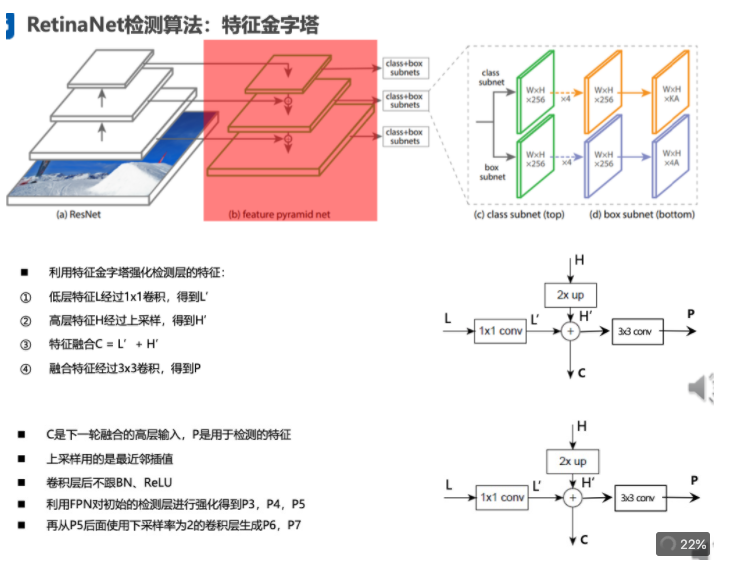 RetinaNet检测算法：特征金字塔
class+box
subnets
class+box
subnets
class+box
subnets
class
subnet
W×H
×256
×4
W×H
×256
W×H
×KA
box
subnet
W×H
×256
×4
W×H
×256
W×H
×4A
(a) ResNet
(b) feature pyramid net
(c) class subnet (top)
(d) box subnet (bottom)
■ 利用特征金字塔强化检测层的特征：
① 低层特征L经过1x1卷积，得到L’
② 高层特征H经过上采样，得到H’
③ 特征融合C = L’ + H’
④ 融合特征经过3x3卷积，得到P
H
2x up
L
1x1 conv
L’
H’
+
3x3 conv
P
C
■ C是下一轮融合的高层输入，P是用于检测的特征
■ 上采样用的是最近邻插值
■ 卷积层后不跟BN、ReLU
■ 利用FPN对初始的检测层进行强化得到P3，P4，P5
■ 再从P5后面使用下采样率为2的卷积层生成P6，P7
H
2x up
L
1x1 conv
L’
H’
+
3x3 conv
P
C
22%